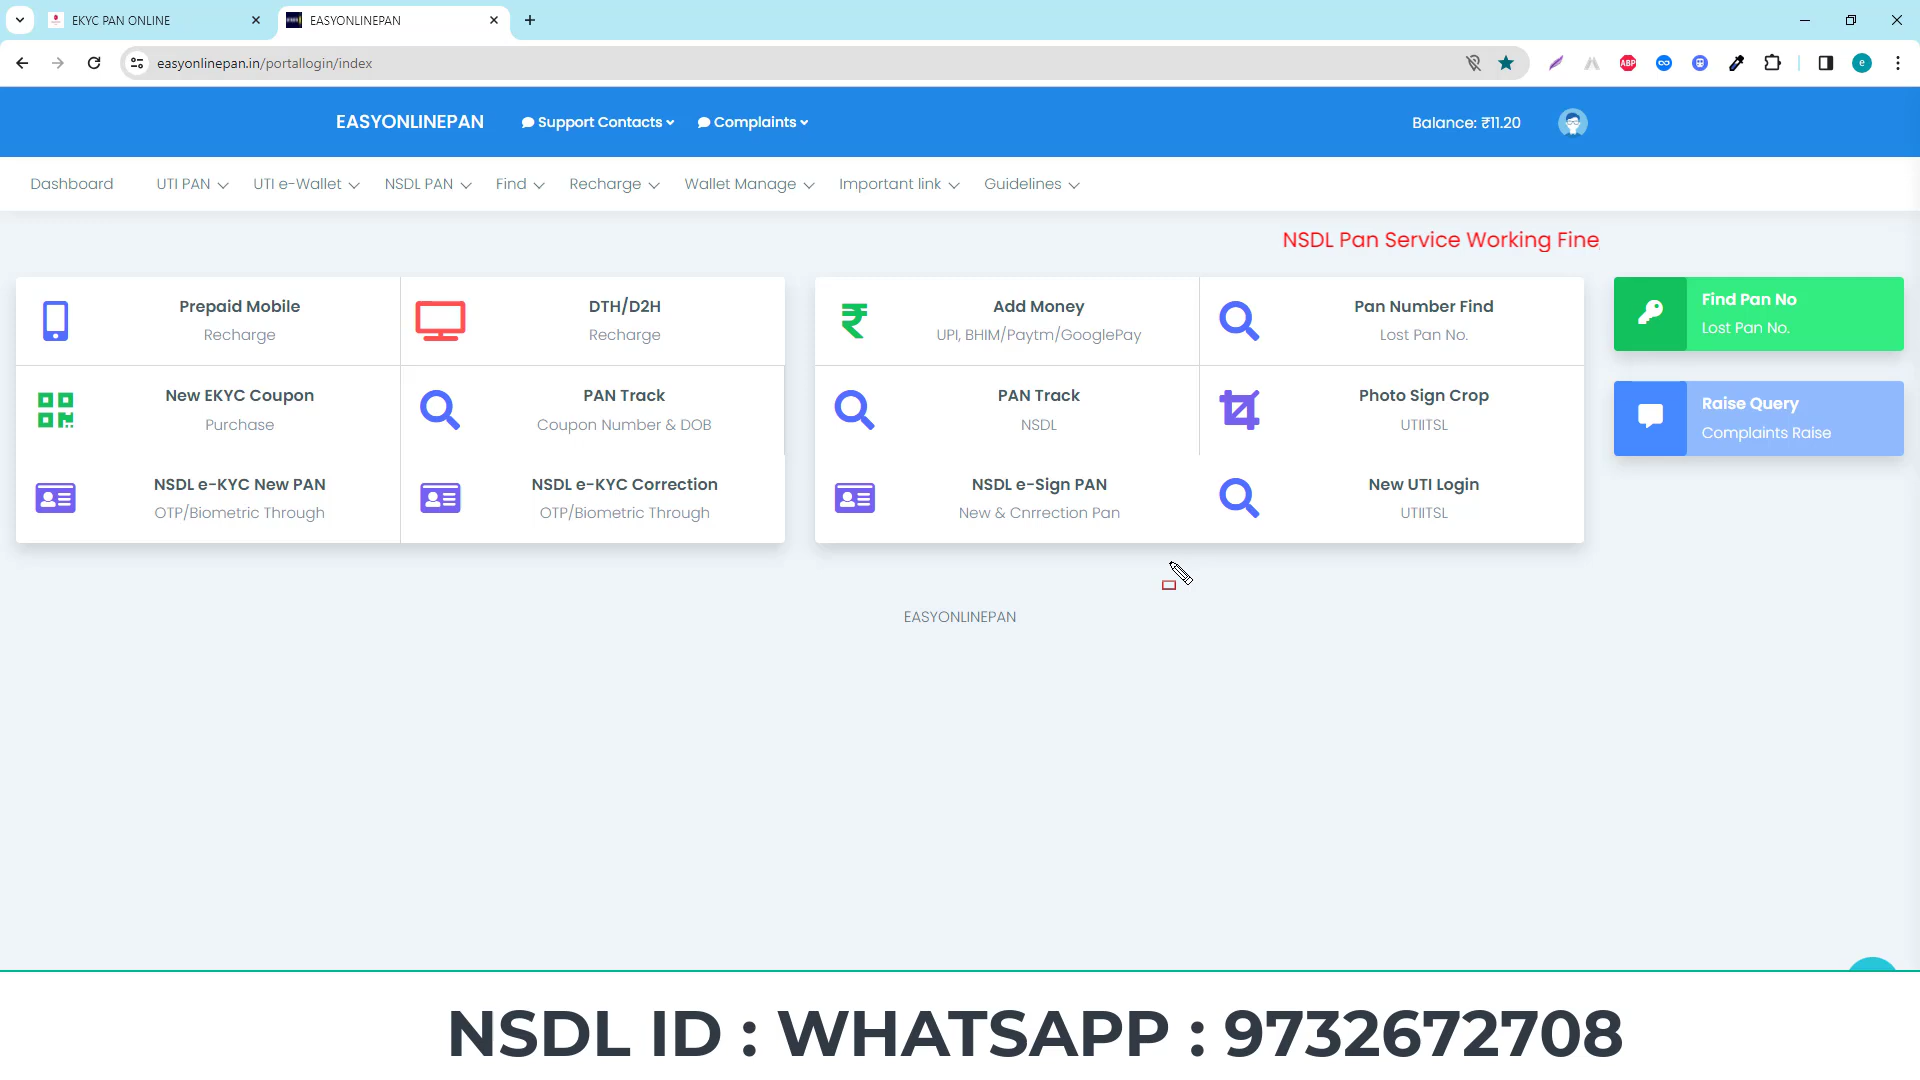 EKYC PAN ONLINE
EASYONLINEPAN
easyonlinepan.in/portallogin/index
ABP
e
EASYONLINEPAN
Support Contacts
Complaints
Balance: ₹11.20
Dashboard
UTI PAN
UTI e-Wallet
NSDL PAN
Find
Recharge
Wallet Manage
Important link
Guidelines
NSDL Pan Service Working Fine
Prepaid Mobile
Recharge
DTH/D2H
Recharge
Add Money
UPI, BHIM/Paytm/GooglePay
Pan Number Find
Lost Pan No.
Find Pan No
Lost Pan No.
New EKYC Coupon
Purchase
PAN Track
Coupon Number & DOB
PAN Track
NSDL
Photo Sign Crop
UTIITSL
Raise Query
Complaints Raise
NSDL e-KYC New PAN
OTP/Biometric Through
NSDL e-KYC Correction
OTP/Biometric Through
NSDL e-Sign PAN
New & Cnrrection Pan
New UTI Login
UTIITSL
EASYONLINEPAN
NSDL ID : WHATSAPP : 9732672708